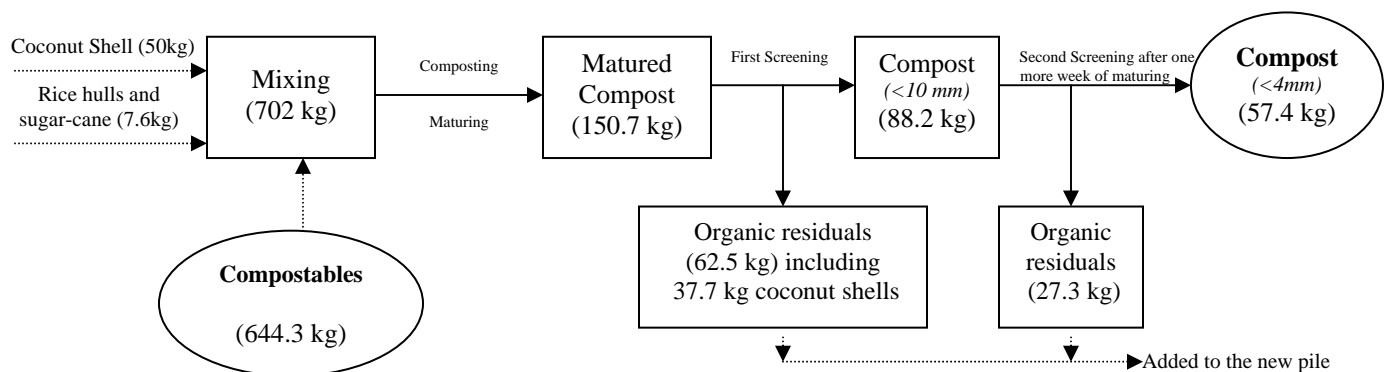 Coconut Shell (50kg)
Rice hulls and
sugar-cane (7.6kg)
Mixing
(702 kg)
Compostables
(644.3 kg)
Composting
Maturing
Matured
Compost
(150.7 kg)
First Screening
Compost
(<10 mm)
(88.2 kg)
Second Screening after one
more week of maturing
Compost
(<4mm)
(57.4 kg)
Organic residuals
(62.5 kg) including
37.7 kg coconut shells
Organic
residuals
(27.3 kg)
Added to the new pile